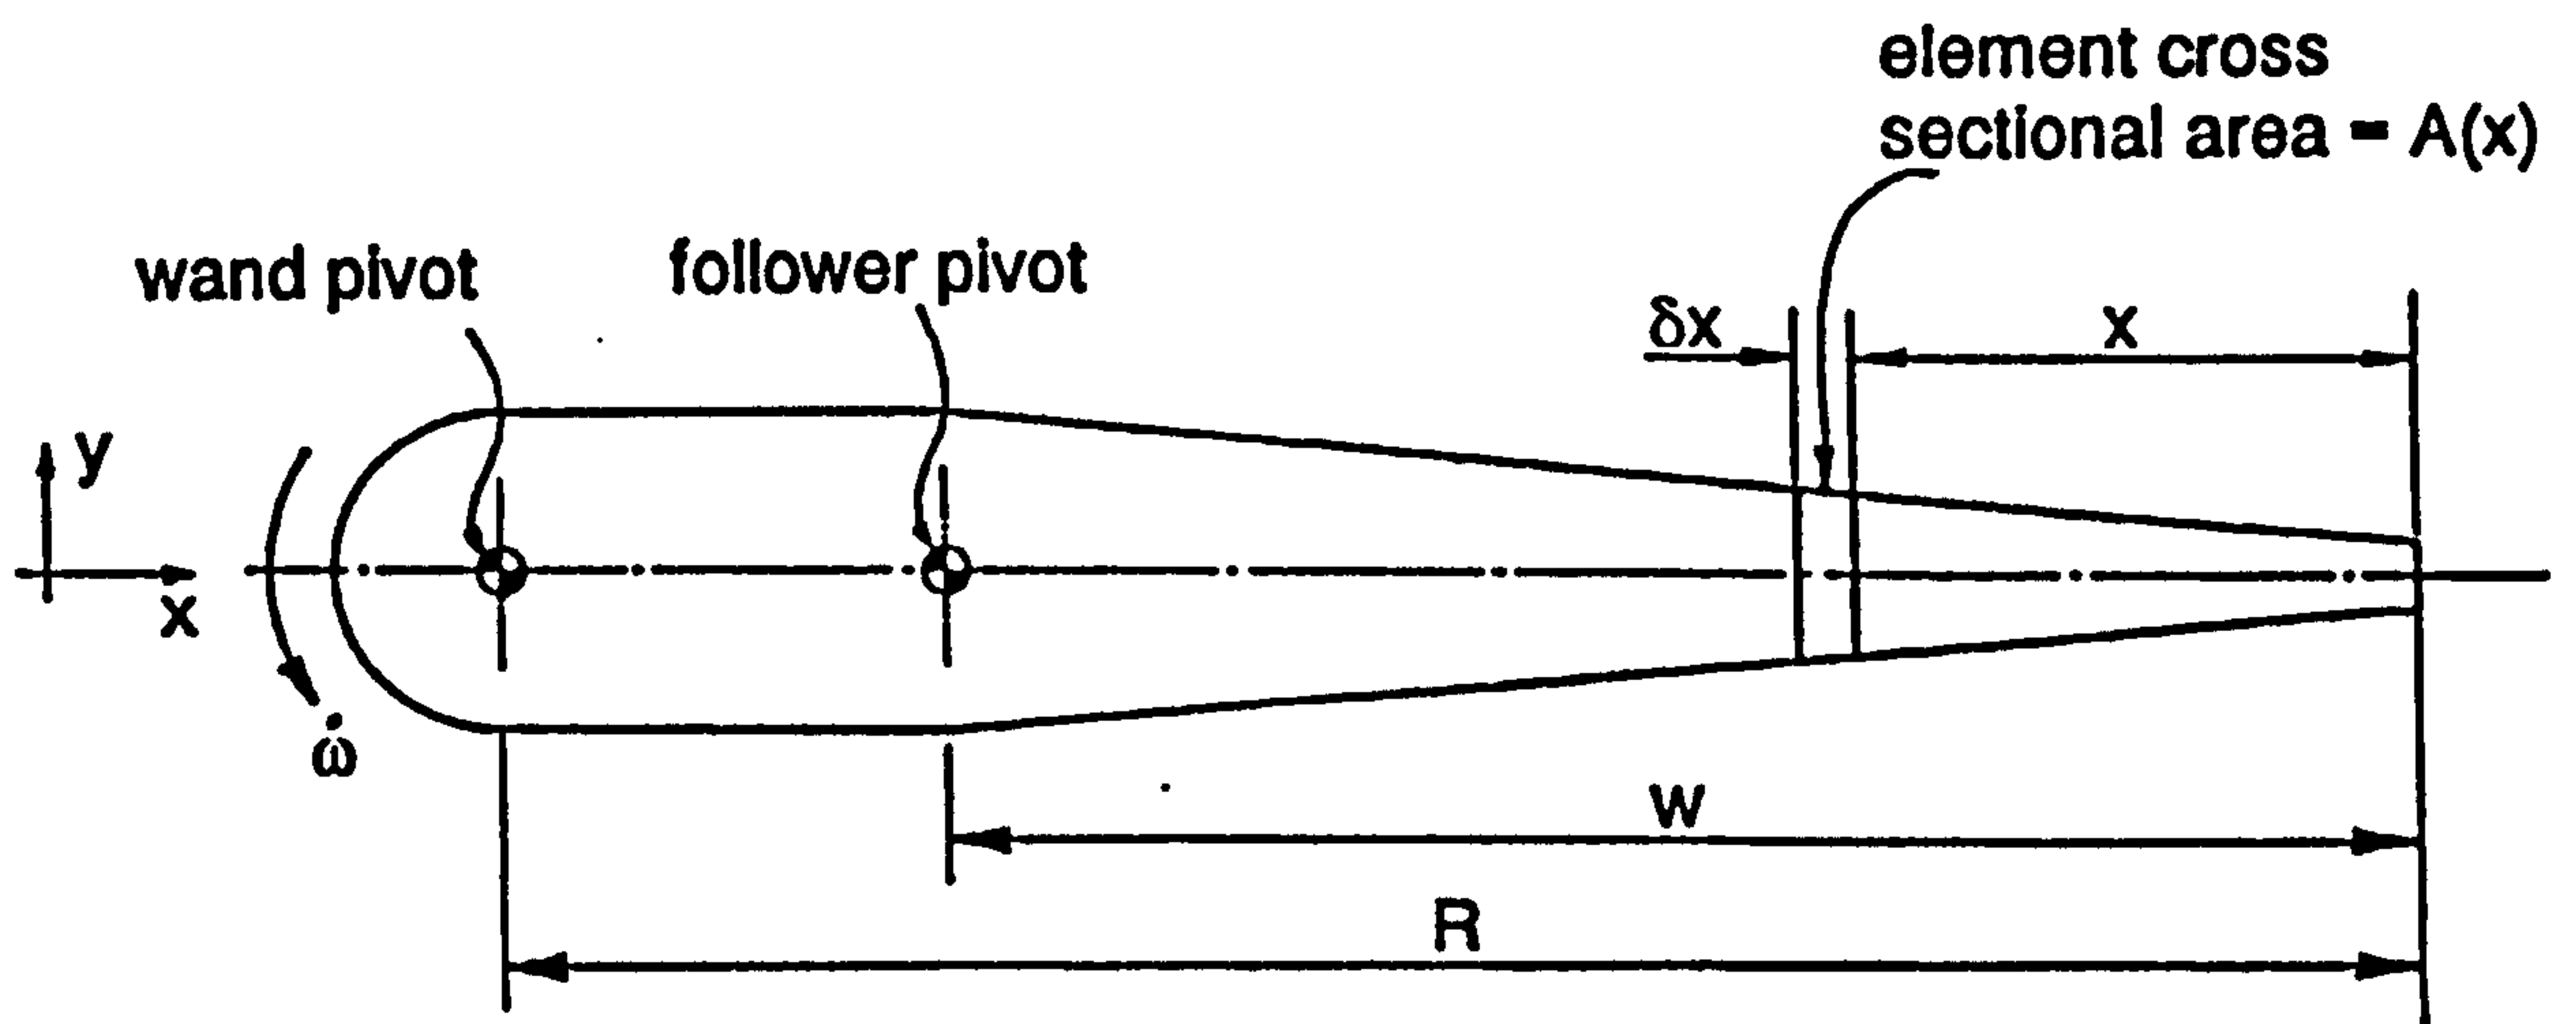 element cross
sectional area = A(x)
wand pivot
follower pivot
δx
x
y
x
ω̇
w
R